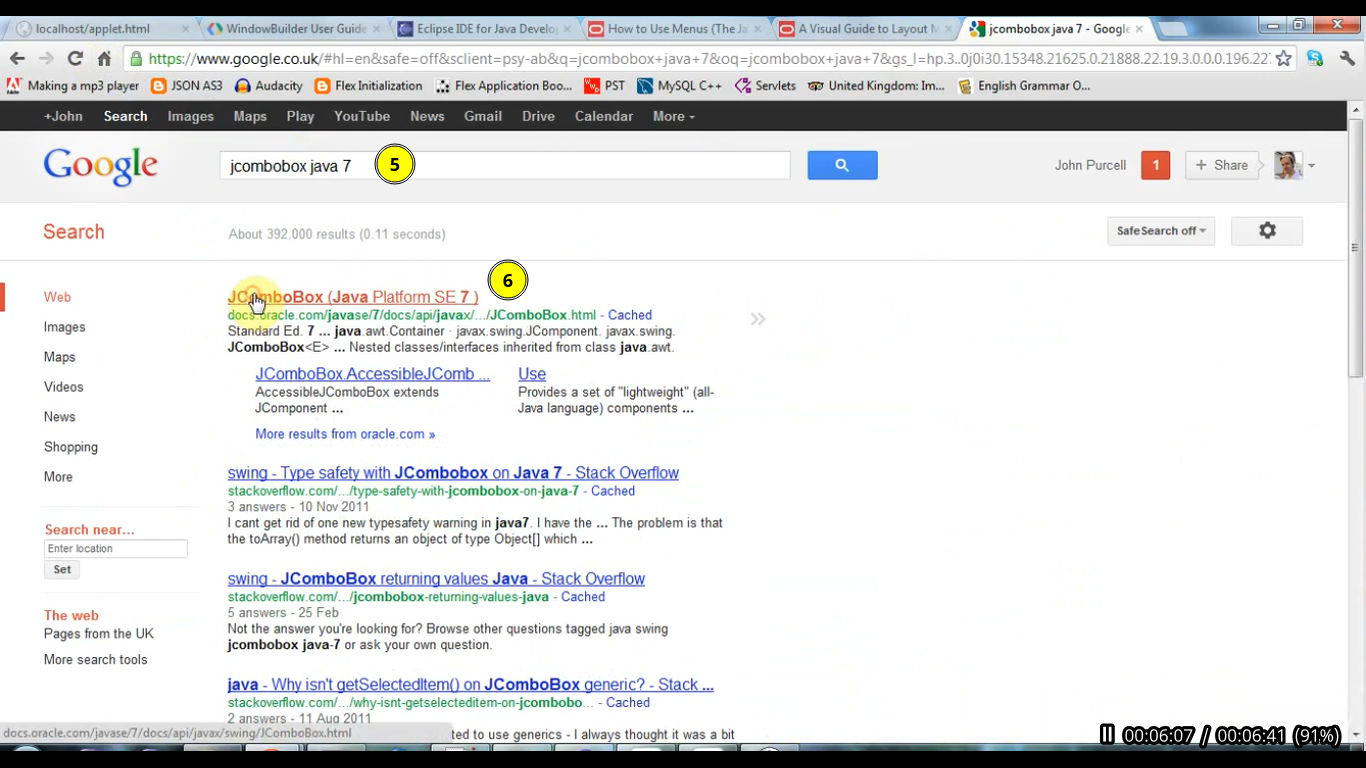 localhost/applet.html
WindowBuilder User Guide
Eclipse IDE for Java Develo
How to Use Menus (The Ja
A Visual Guide to Layout M
jcombobox java 7 - Google
https://www.google.co.uk/#hl=en&safe=off&sclient=psy-ab&q=jcombobox+java+7&oq=jcombobox+java+7&gs_l=hp.3..0j0i30.15348.21625.0.21888.22.19.3.0.0.0.196.227
Making a mp3 player
JSON AS3
Audacity
Flex Initialization
Flex Application Boo...
PST
MySQL C++
Servlets
United Kingdom: Im...
English Grammar O...
+John Search Images Maps Play YouTube News Gmail Drive Calendar More
Google
jcombobox java 7
5
John Purcell
1
+ Share
Search
About 392,000 results (0.11 seconds)
SafeSearch off
Web
Images
Maps
Videos
News
Shopping
More
Search near...
Enter location
Set
The web
Pages from the UK
More search tools
JComboBox (Java Platform SE 7 )
6
docs.oracle.com/javase/7/docs/api/javax/.../JComboBox.html - Cached
Standard Ed. 7 ... java.awt.Container · javax.swing.JComponent. javax.swing.
JComboBox<E> ... Nested classes/interfaces inherited from class java.awt.
JComboBox.AccessibleJComb ...
AccessibleJComboBox extends
JComponent ...
Use
Provides a set of "lightweight" (all-
Java language) components ...
More results from oracle.com »
swing - Type safety with JCombobox on Java 7 - Stack Overflow
stackoverflow.com/.../type-safety-with-jcombobox-on-java-7 - Cached
3 answers - 10 Nov 2011
I cant get rid of one new typesafety warning in java7. I have the ... The problem is that
the toArray() method returns an object of type Object[] which ...
swing - JComboBox returning values Java - Stack Overflow
stackoverflow.com/.../jcombobox-returning-values-java - Cached
5 answers - 25 Feb
Not the answer you're looking for? Browse other questions tagged java swing
jcombobox java-7 or ask your own question.
java - Why isn't getSelectedItem() on JComboBox generic? - Stack ...
stackoverflow.com/.../why-isnt-getselecteditem-on-jcombobo... - Cached
2 answers - 11 Aug 2011
ted to use generics - I always thought it was a bit
docs.oracle.com/javase/7/docs/api/javax/swing/JComboBox.html
00:06:07 / 00:06:41 (91%)